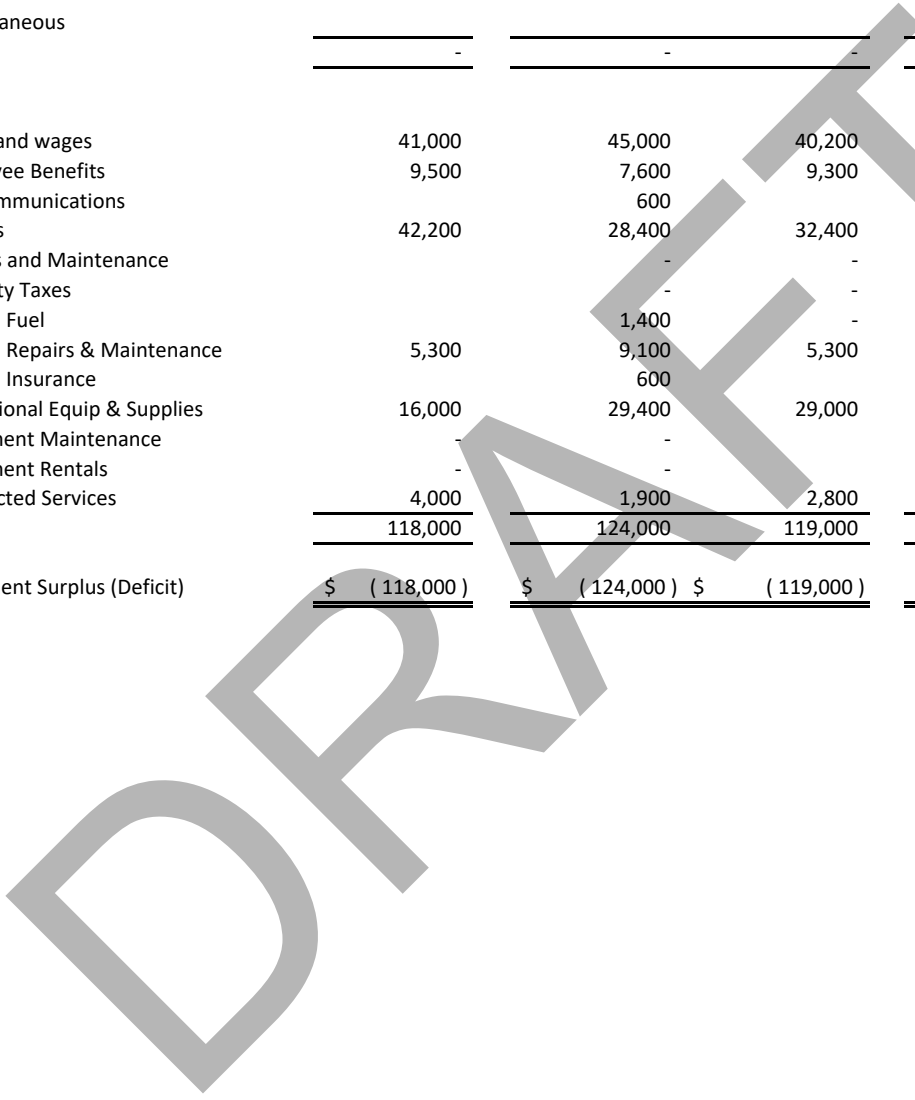 aneous
- - -
and wages 41,000 45,000 40,200
ee Benefits 9,500 7,600 9,300
mmunications 600
s 42,200 28,400 32,400
s and Maintenance - -
ty Taxes - -
Fuel 1,400 -
Repairs & Maintenance 5,300 9,100 5,300
Insurance 600
ional Equip & Supplies 16,000 29,400 29,000
ent Maintenance - -
ent Rentals - -
cted Services 4,000 1,900 2,800
118,000 124,000 119,000
ent Surplus (Deficit) $ ( 118,000 ) $ ( 124,000 ) $ ( 119,000 )
DRAFT